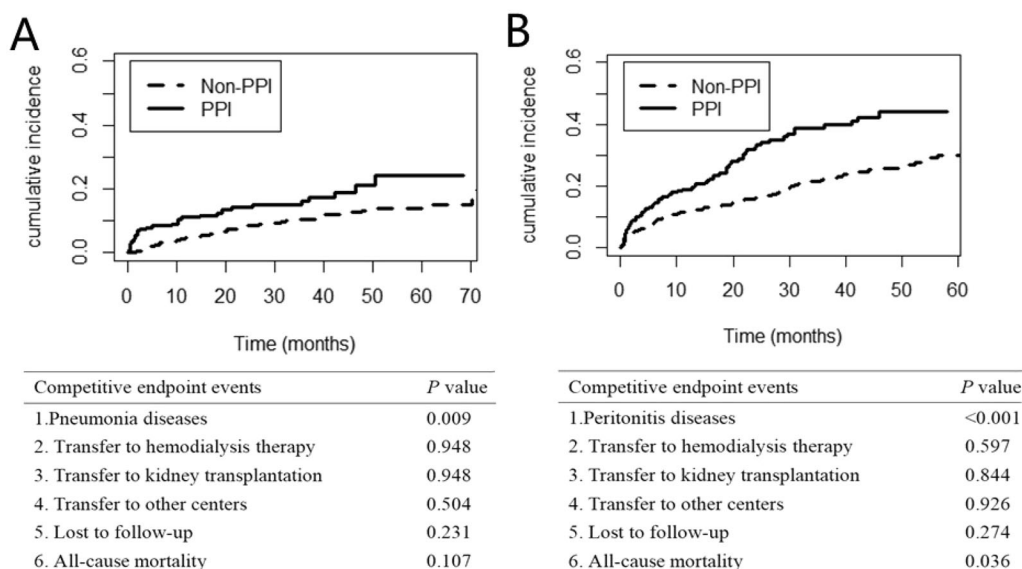 A
cumulative incidence
0.0 0.2 0.4 0.6
Non-PPI
PPI
0 10 20 30 40 50 60 70
Time (months)
Competitive endpoint events P value
1.Pneumonia diseases 0.009
2. Transfer to hemodialysis therapy 0.948
3. Transfer to kidney transplantation 0.948
4. Transfer to other centers 0.504
5. Lost to follow-up 0.231
6. All-cause mortality 0.107
B
cumulative incidence
0.0 0.2 0.4 0.6
Non-PPI
PPI
0 10 20 30 40 50 60
Time (months)
Competitive endpoint events P value
1.Peritonitis diseases <0.001
2. Transfer to hemodialysis therapy 0.597
3. Transfer to kidney transplantation 0.844
4. Transfer to other centers 0.926
5. Lost to follow-up 0.274
6. All-cause mortality 0.036